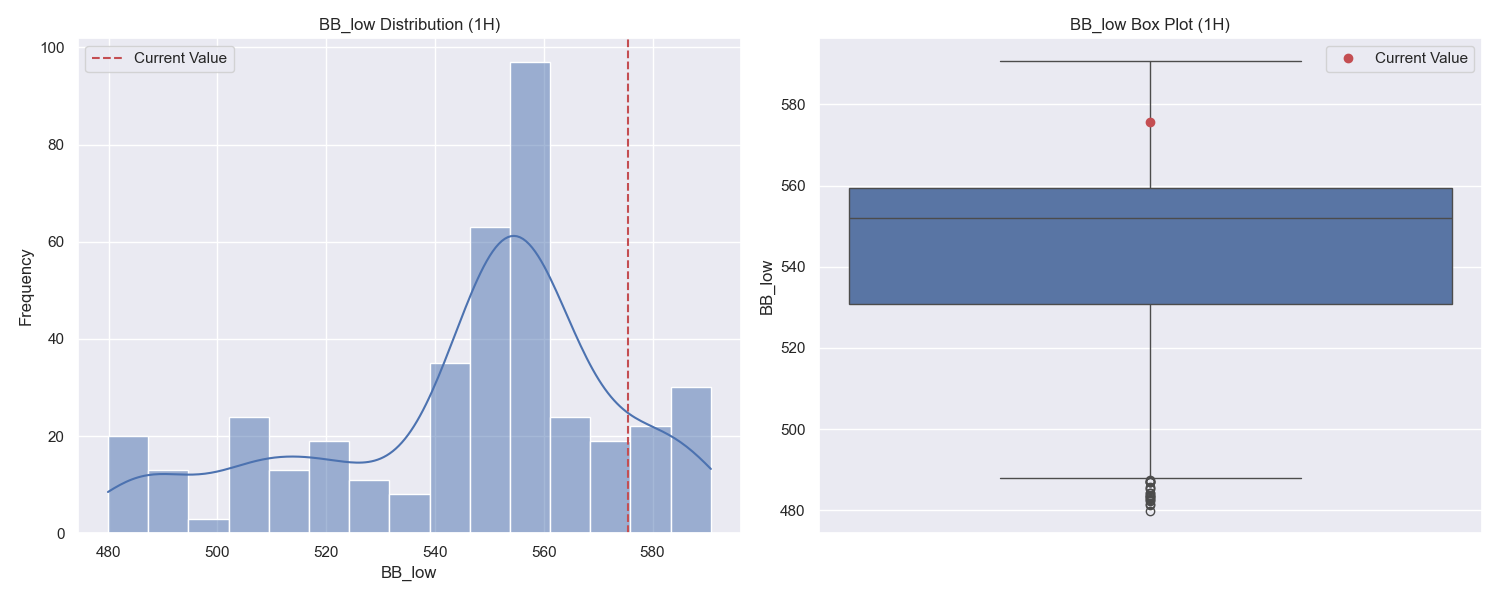 BB_low Distribution (1H)
Current Value
Frequency
100
80
60
40
20
0
480
500
520
540
560
580
BB_low
BB_low Box Plot (1H)
Current Value
BB_low
580
560
540
520
500
480